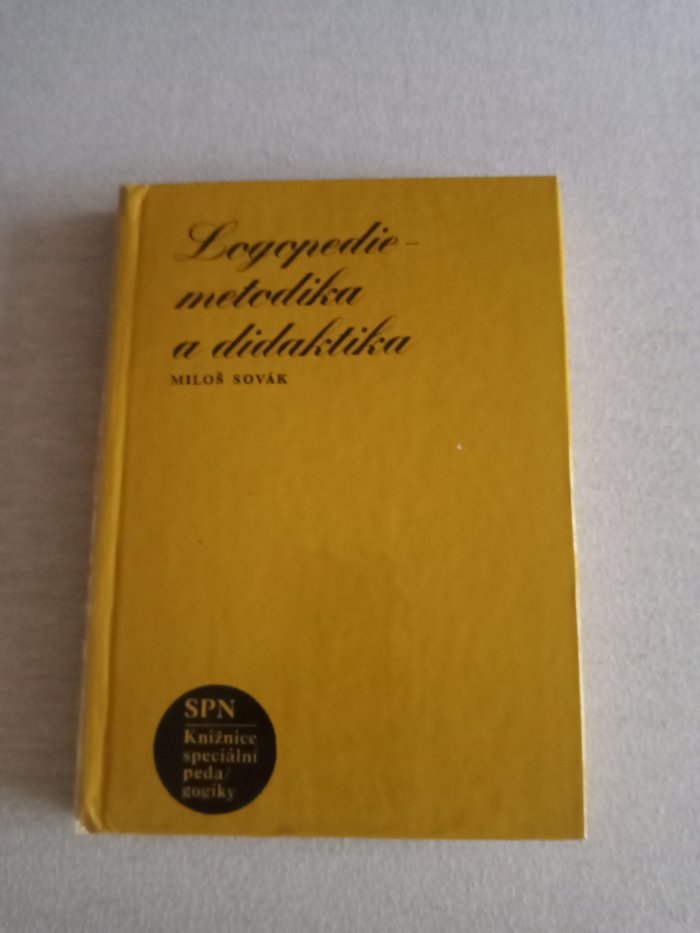 Logopedie -
metodika
a didaktika
MILOŠ SOVÁK
SPN
Knižnice
speciální
peda/
gogiky